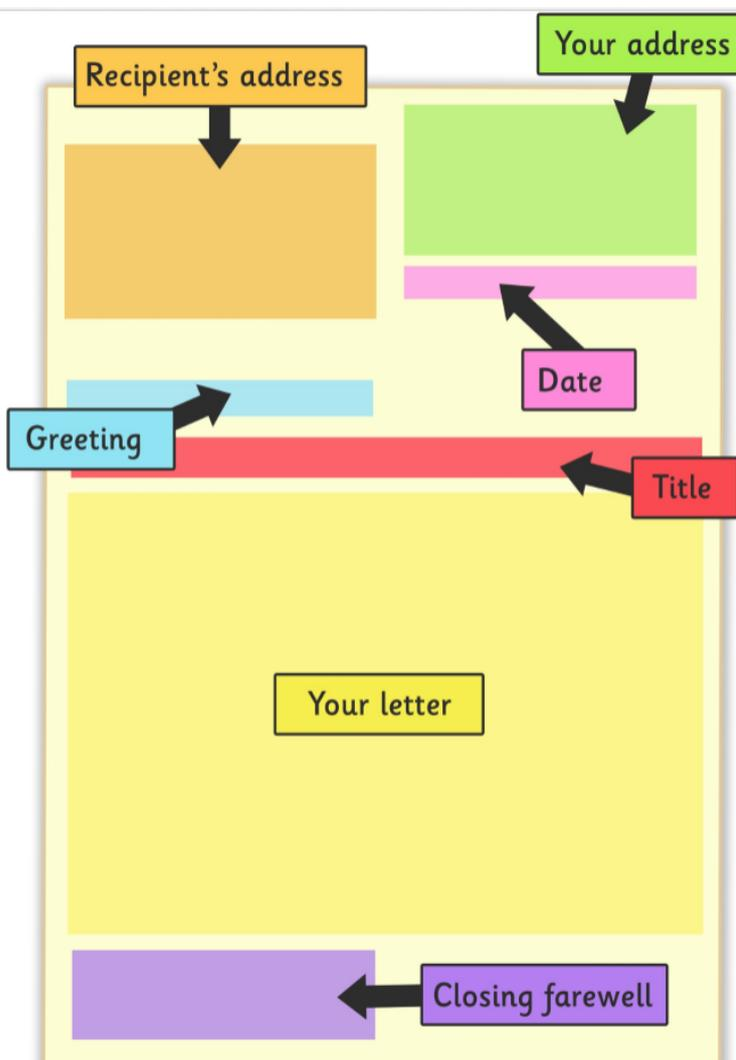 Your address
Recipient's address
Date
Greeting
Title
Your letter
Closing farewell